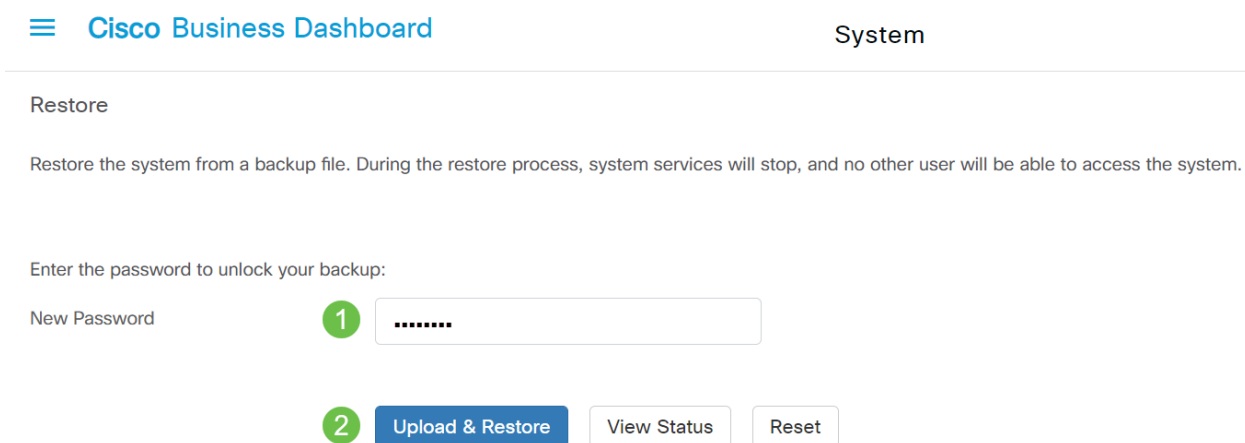 Cisco Business Dashboard System
Restore
Restore the system from a backup file. During the restore process, system services will stop, and no other user will be able to access the system.
Enter the password to unlock your backup:
New Password 1 ••••••••
2 Upload & Restore View Status Reset